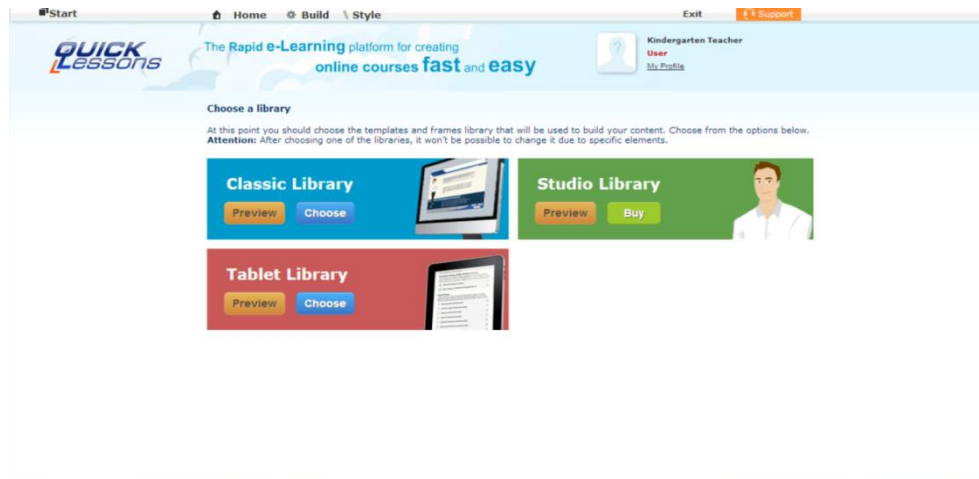 Start
Home Build Style
Exit Support
QUICK
Lessons
The Rapid e-Learning platform for creating
online courses fast and easy
Kindergarten Teacher
User
My Profile
Choose a library
At this point you should choose the templates and frames library that will be used to build your content. Choose from the options below.
Attention: After choosing one of the libraries, it won't be possible to change it due to specific elements.
Classic Library
Preview Choose
Studio Library
Preview Buy
Tablet Library
Preview Choose